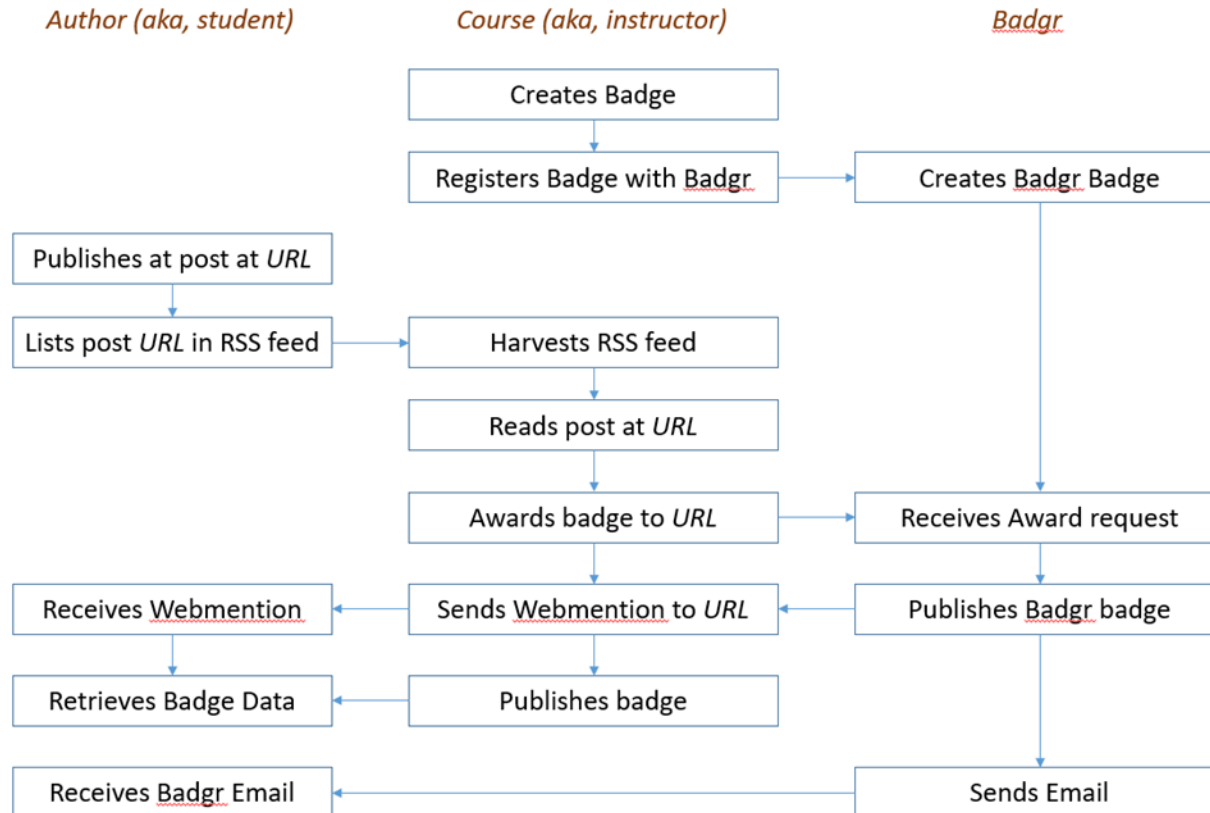 Author (aka, student) Course (aka, instructor) Badgr
Creates Badge
Registers Badge with Badgr Creates Badgr Badge
Publishes at post at URL
Lists post URL in RSS feed Harvests RSS feed
Reads post at URL
Awards badge to URL Receives Award request
Receives Webmention Sends Webmention to URL Publishes Badgr badge
Retrieves Badge Data Publishes badge
Receives Badgr Email Sends Email